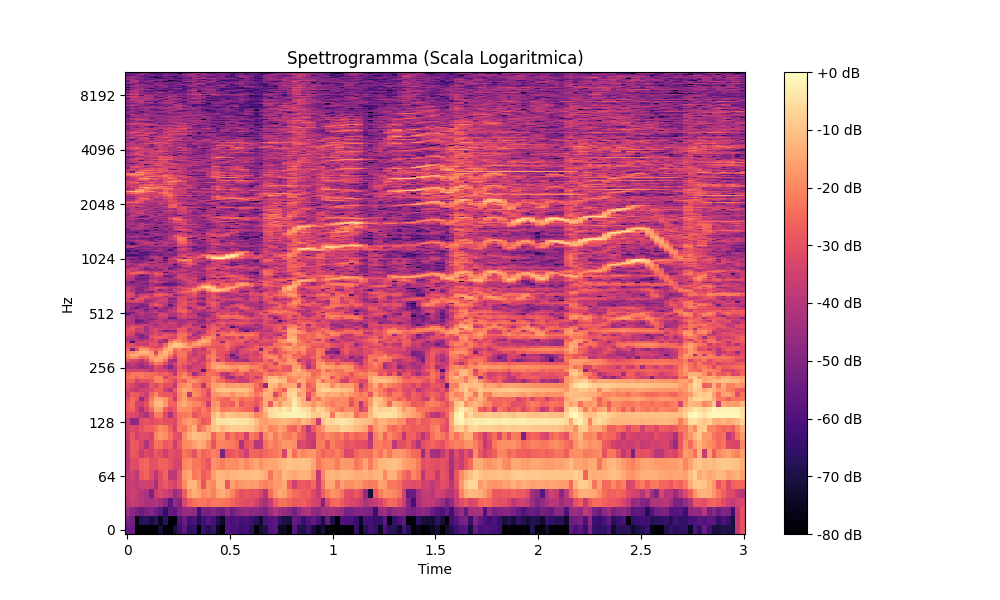 Spettrogramma (Scala Logaritmica)
+0 dB
8192
-10 dB
4096
-20 dB
2048
-30 dB
1024
-40 dB
Hz
512
-50 dB
256
-60 dB
128
-70 dB
64
0
-80 dB
0 0.5 1 1.5 2 2.5 3
Time